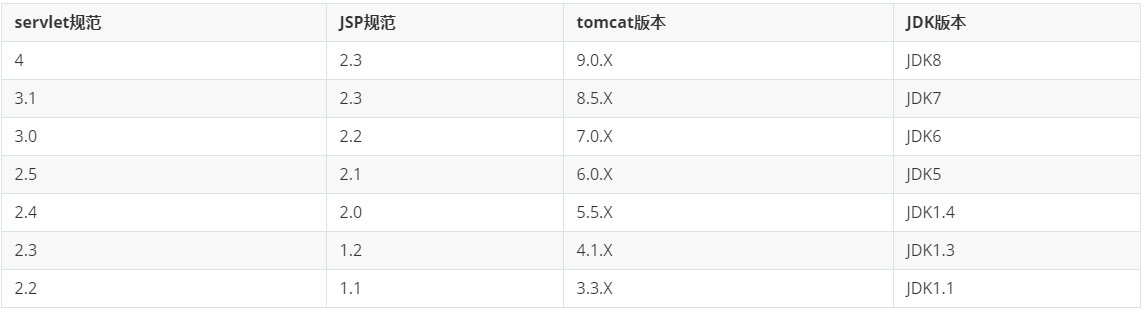 servlet规范 JSP规范 tomcat版本 JDK版本
4 2.3 9.0.X JDK8
3.1 2.3 8.5.X JDK7
3.0 2.2 7.0.X JDK6
2.5 2.1 6.0.X JDK5
2.4 2.0 5.5.X JDK1.4
2.3 1.2 4.1.X JDK1.3
2.2 1.1 3.3.X JDK1.1